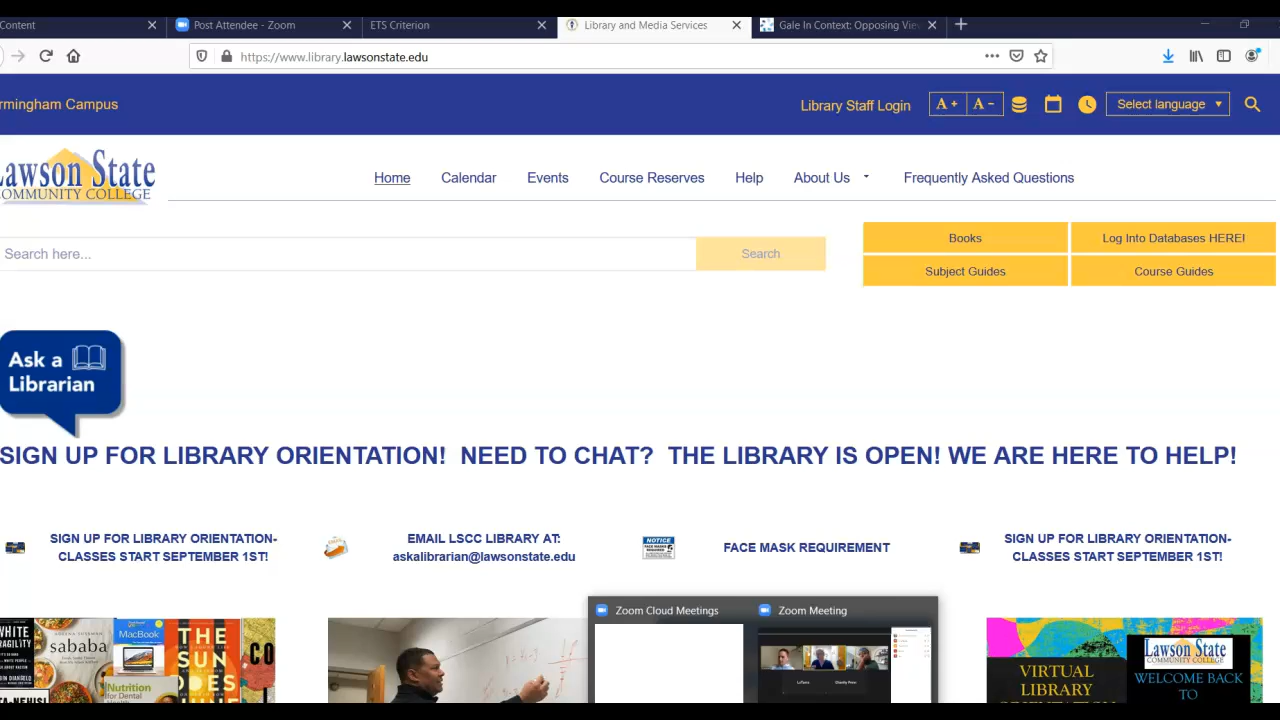 Content
Post Attendee - Zoom
ETS Criterion
Library and Media Services
Gale In Context: Opposing View
https://www.library.lawsonstate.edu
rmingham Campus
Library Staff Login
A +
A -
Select language
Lawson State
COMMUNITY COLLEGE
Home
Calendar
Events
Course Reserves
Help
About Us
Frequently Asked Questions
Search here...
Search
Books
Log Into Databases HERE!
Subject Guides
Course Guides
Ask a
Librarian
SIGN UP FOR LIBRARY ORIENTATION! NEED TO CHAT? THE LIBRARY IS OPEN! WE ARE HERE TO HELP!
SIGN UP FOR LIBRARY ORIENTATION-
CLASSES START SEPTEMBER 1ST!
EMAIL LSCC LIBRARY AT:
askalibrarian@lawsonstate.edu
NOTICE
FACE MASK REQUIREMENT
SIGN UP FOR LIBRARY ORIENTATION-
CLASSES START SEPTEMBER 1ST!
Zoom Cloud Meetings
Zoom Meeting
WHITE
FRAGILITY
sababa
MacBook
Nutrition
for Dental
THE
SUN
CO
Lawson State
COMMUNITY COLLEGE
VIRTUAL
LIBRARY
WELCOME BACK
TO